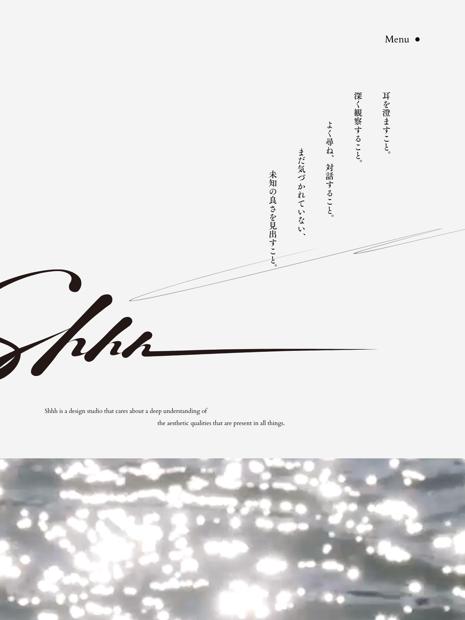 Menu
耳を澄ますこと。
深く観察すること。
よく尋ね、対話すること。
まだ気づかれていない、
未知の良さを見出すこと。
Shhh
Shhh is a design studio that cares about a deep understanding of
the aesthetic qualities that are present in all things.